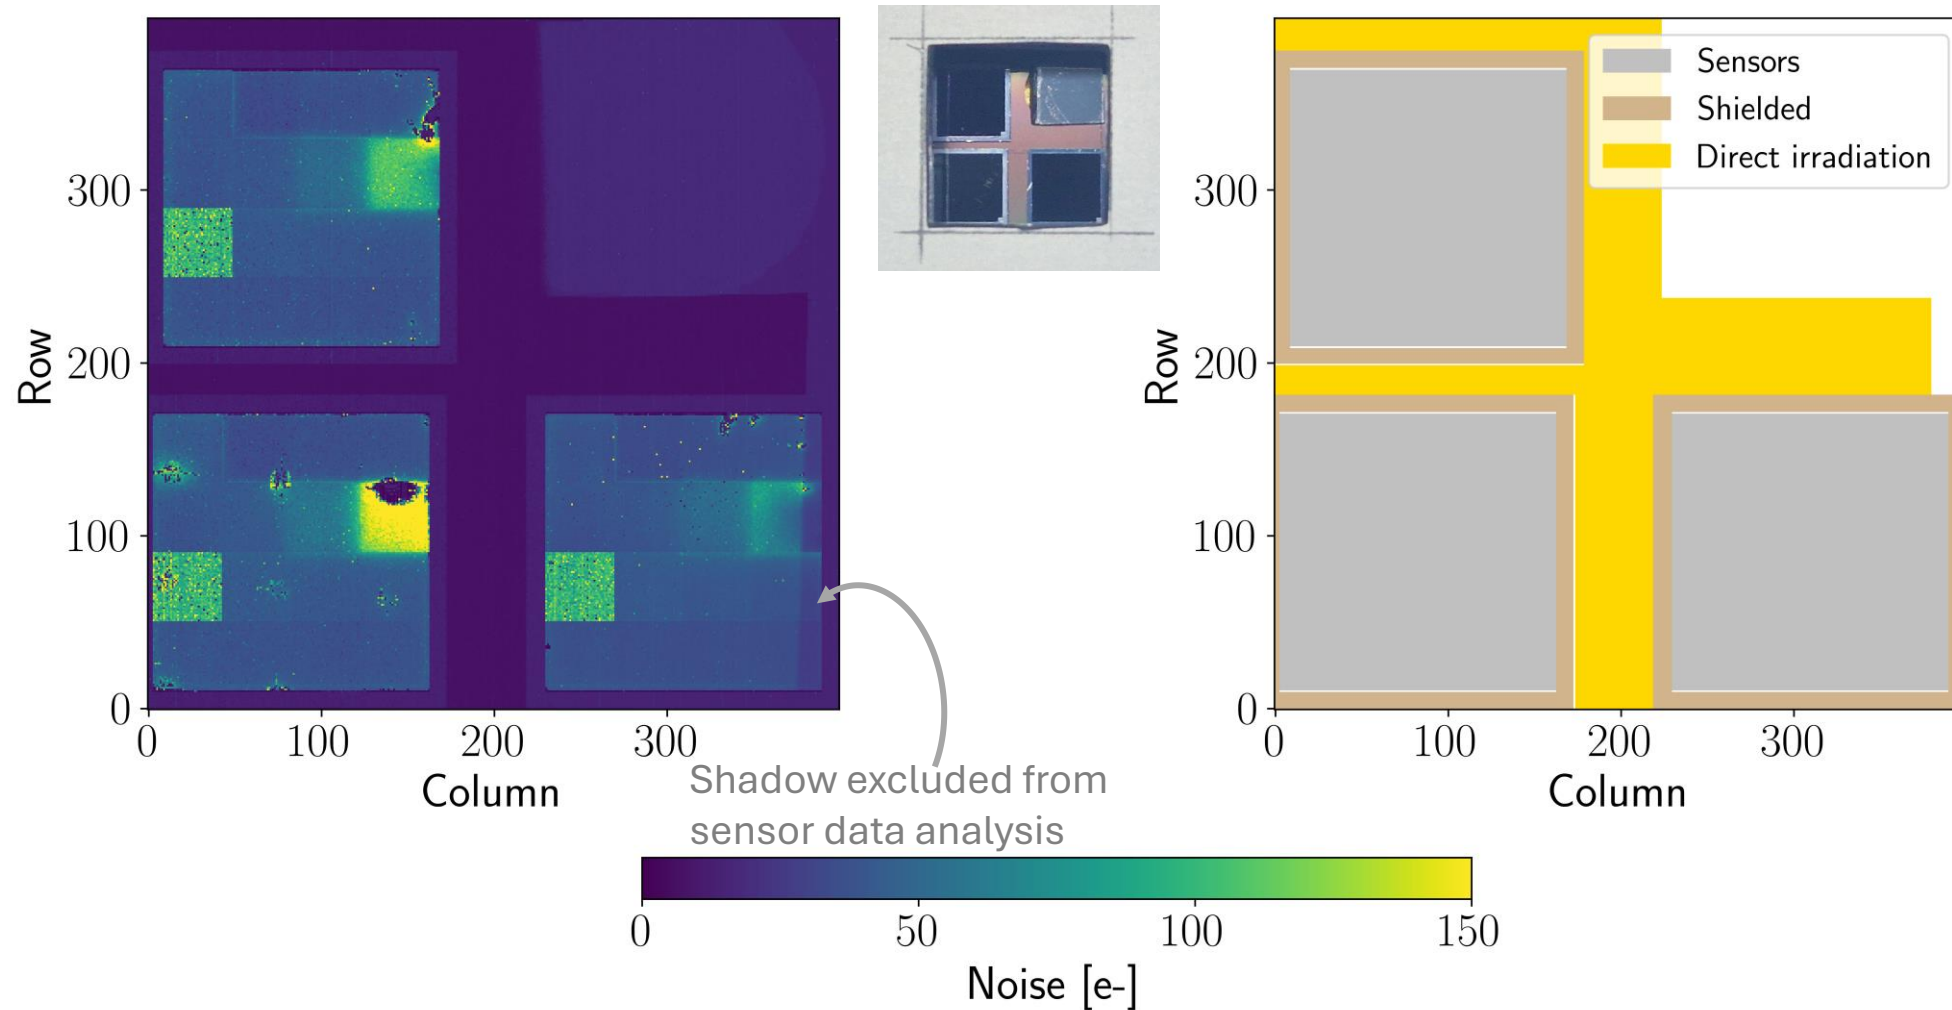 Row
300
200
100
0
0
100
200
300
Column
Shadow excluded from
sensor data analysis
Sensors
Shielded
Direct irradiation
Row
300
200
100
0
0
100
200
300
Column
0
50
100
150
Noise [e-]